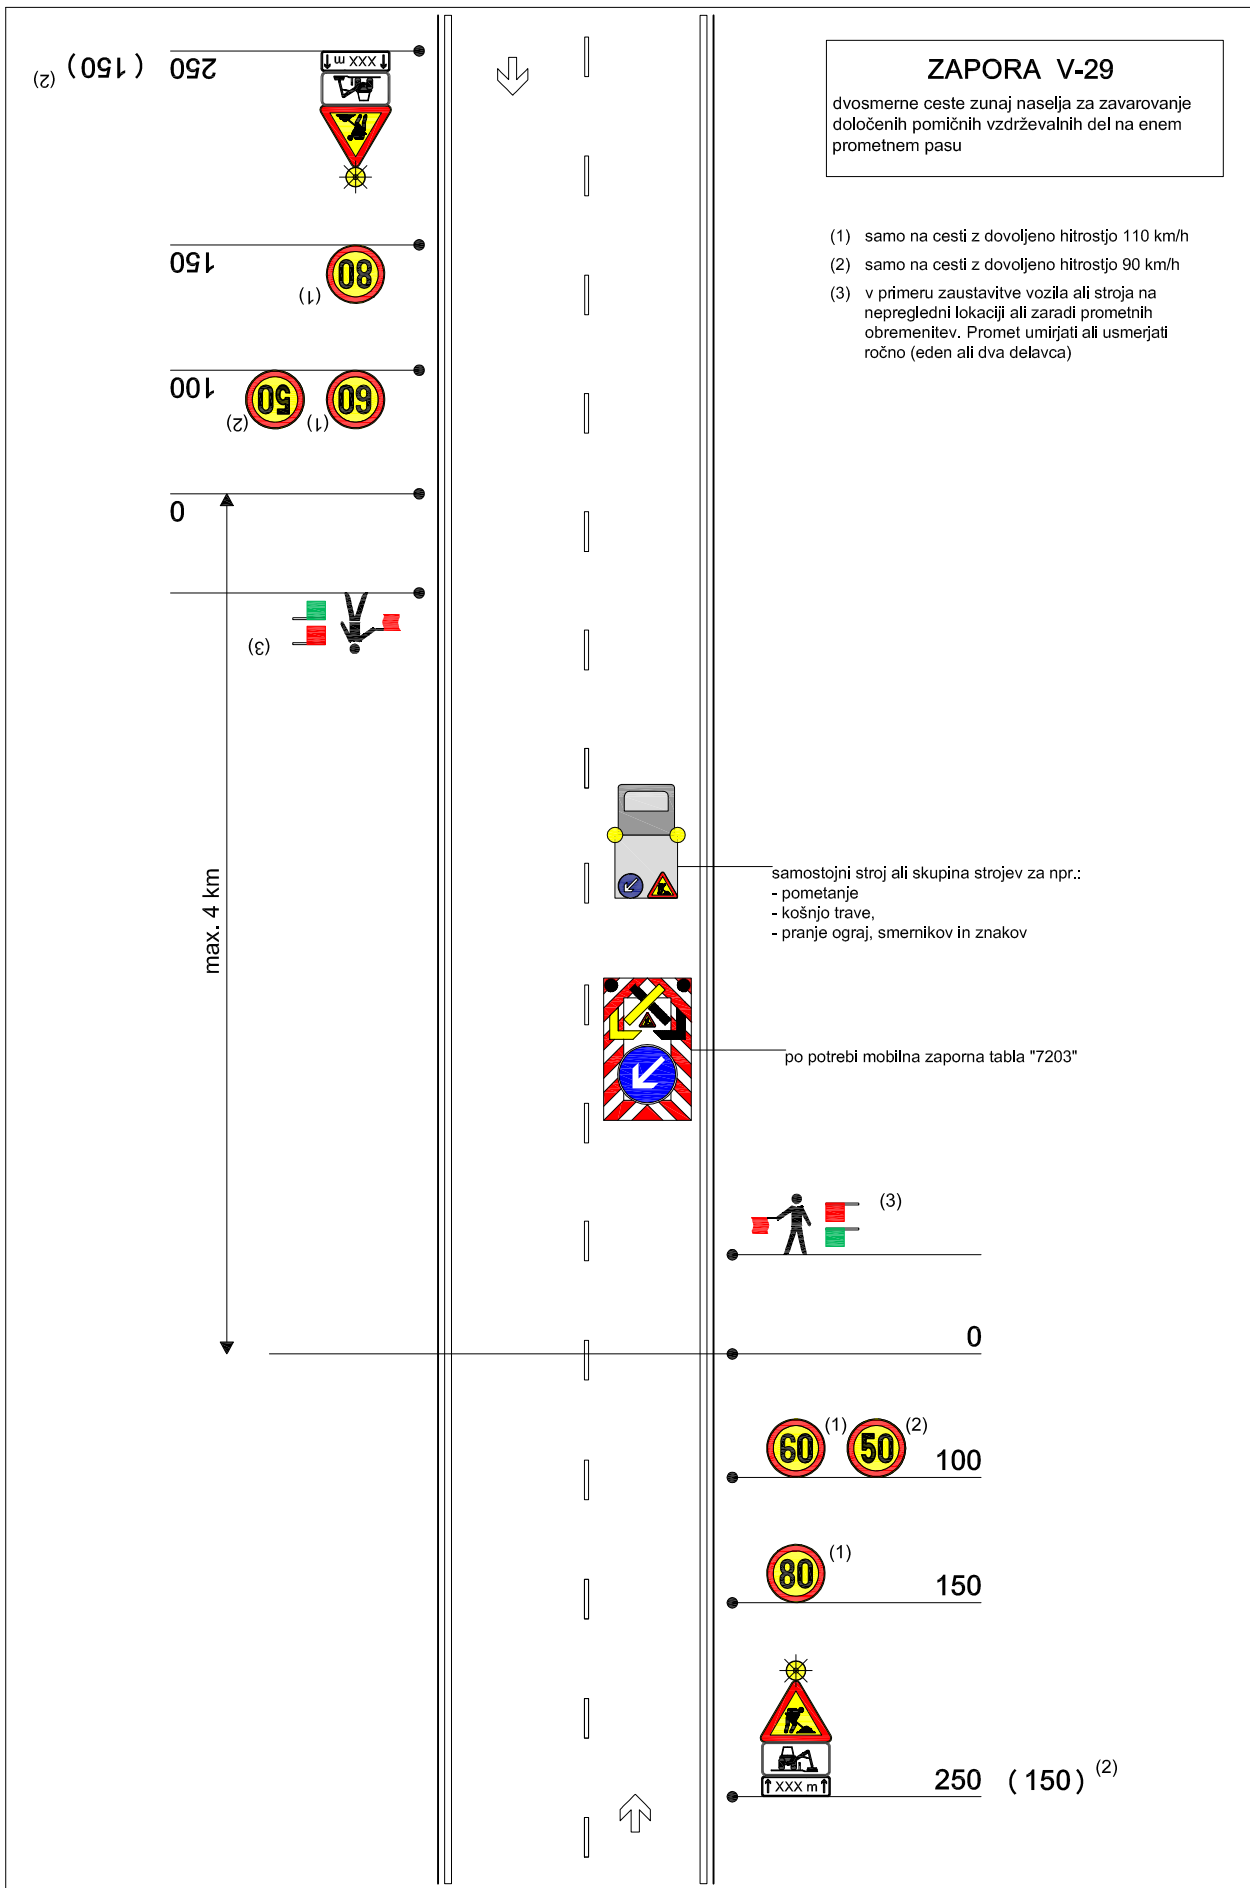 ZAPORA V-29
dvosmerne ceste zunaj naselja za zavarovanje
določenih pomičnih vzdrževalnih del na enem
prometnem pasu
(1) samo na cesti z dovoljeno hitrostjo 110 km/h
(2) samo na cesti z dovoljeno hitrostjo 90 km/h
(3) v primeru zaustavitve vozila ali stroja na
nepregledni lokaciji ali zaradi prometnih
obremenitev. Promet umirjati ali usmerjati
ročno (eden ali dva delavca)
250 (150) (2)
↑ XXX m ↑
150
80 (1)
100
60 (1) 50 (2)
0
(3)
max. 4 km
samostojni stroj ali skupina strojev za npr.:
- pometanje
- košnjo trave,
- pranje ograj, smernikov in znakov
po potrebi mobilna zaporna tabla "7203"
(3)
0
60 (1) 50 (2) 100
80 (1) 150
↑ XXX m ↑ 250 (150) (2)